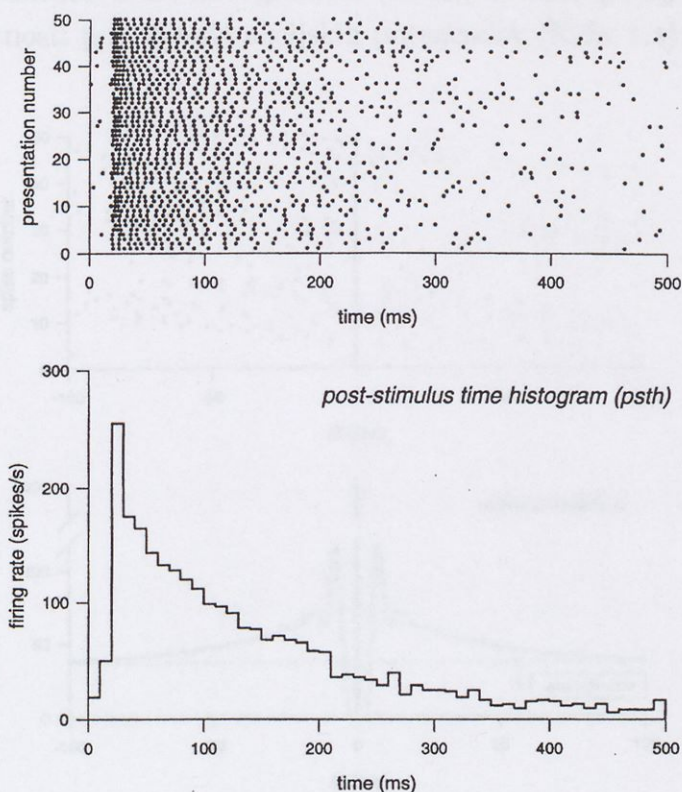 50
40
30
20
10
0
presentation number
0 100 200 300 400 500
time (ms)
300
200
100
0
firing rate (spikes/s)
post-stimulus time histogram (psth)
0 100 200 300 400 500
time (ms)